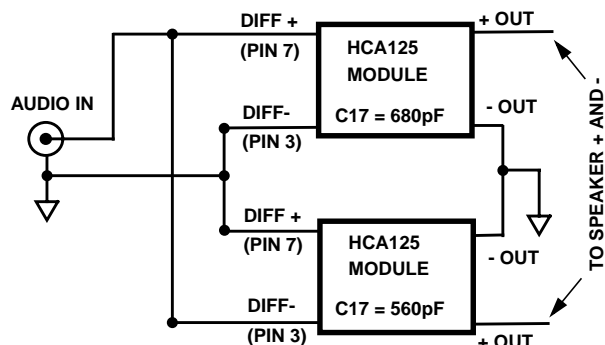 DIFF +
(PIN 7)
HCA125
MODULE
C17 = 680pF
+ OUT
AUDIO IN
DIFF-
(PIN 3)
- OUT
DIFF +
(PIN 7)
HCA125
MODULE
C17 = 560pF
- OUT
DIFF-
(PIN 3)
+ OUT
TO SPEAKER + AND -